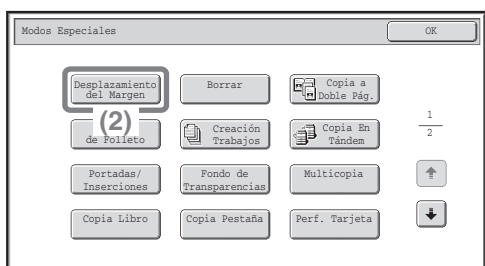 Modos Especiales
OK
Desplazamiento
del Margen
Borrar
Copia a
Doble Pág.
(2)
de Folleto
Creación
Trabajos
Copia En
Tándem
1
2
Portadas/
Inserciones
Fondo de
Transparencias
Multicopia
Copia Libro
Copia Pestaña
Perf. Tarjeta